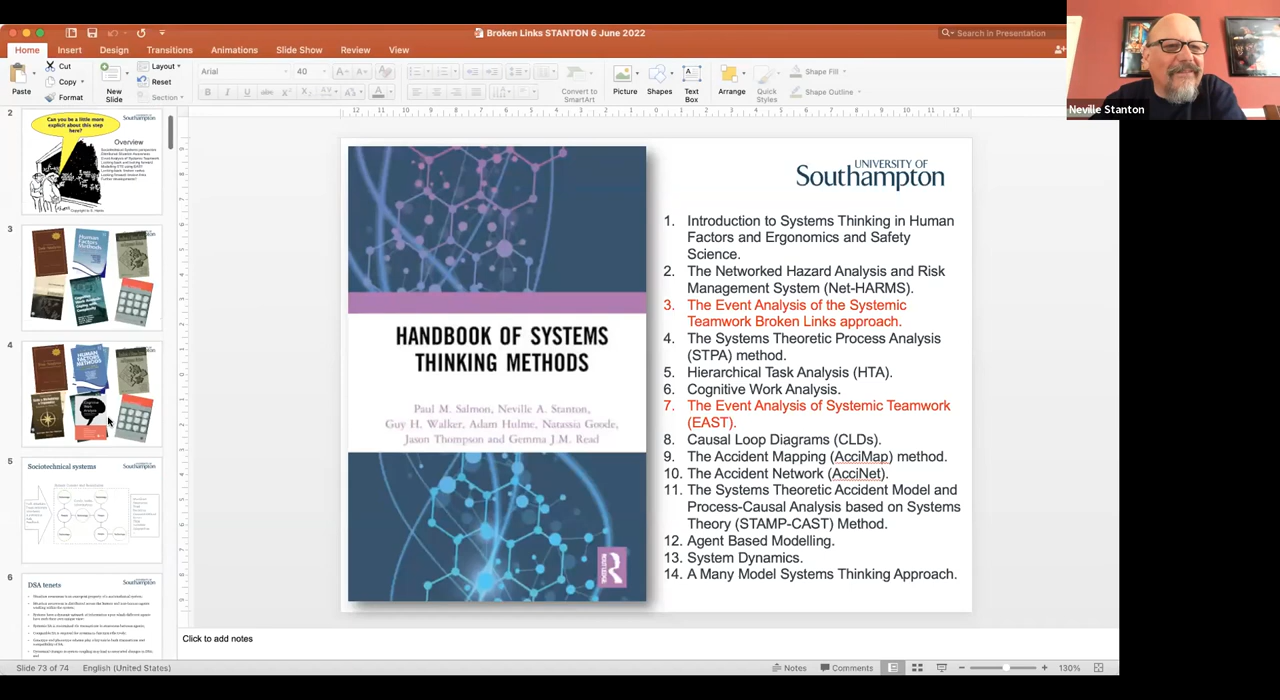 Broken Links STANTON 6 June 2022
Search in Presentation
Home
Insert
Design
Transitions
Animations
Slide Show
Review
View
Paste
Cut
Copy
Format
New
Slide
Layout
Reset
Section
Arial
40
Convert to
SmartArt
Picture
Shapes
Text
Box
Arrange
Quick
Styles
Shape Fill
Shape Outline
Neville Stanton
2
Can you be a little more
explicit about this step
here?
Southampton
Overview
3
4
5
Sociotechnical systems
Southampton
6
DSA tenets
Southampton
HANDBOOK OF SYSTEMS
THINKING METHODS
Paul M. Salmon, Neville A. Stanton,
Guy H. Walker, Adam Hulme, Natassia Goode,
Jason Thompson and Gemma J.M. Read
UNIVERSITY OF
Southampton
1. Introduction to Systems Thinking in Human
Factors and Ergonomics and Safety
Science.
2. The Networked Hazard Analysis and Risk
Management System (Net-HARMS).
3. The Event Analysis of the Systemic
Teamwork Broken Links approach.
4. The Systems Theoretic Process Analysis
(STPA) method.
5. Hierarchical Task Analysis (HTA).
6. Cognitive Work Analysis.
7. The Event Analysis of Systemic Teamwork
(EAST).
8. Causal Loop Diagrams (CLDs).
9. The Accident Mapping (AcciMap) method.
10. The Accident Network (AcciNet).
11. The Systems Theoretic Accident Model and
Process-Causal Analysis based on Systems
Theory (STAMP-CAST) Method.
12. Agent Based Modelling.
13. System Dynamics.
14. A Many Model Systems Thinking Approach.
Click to add notes
Slide 73 of 74
English (United States)
Notes
Comments
130%